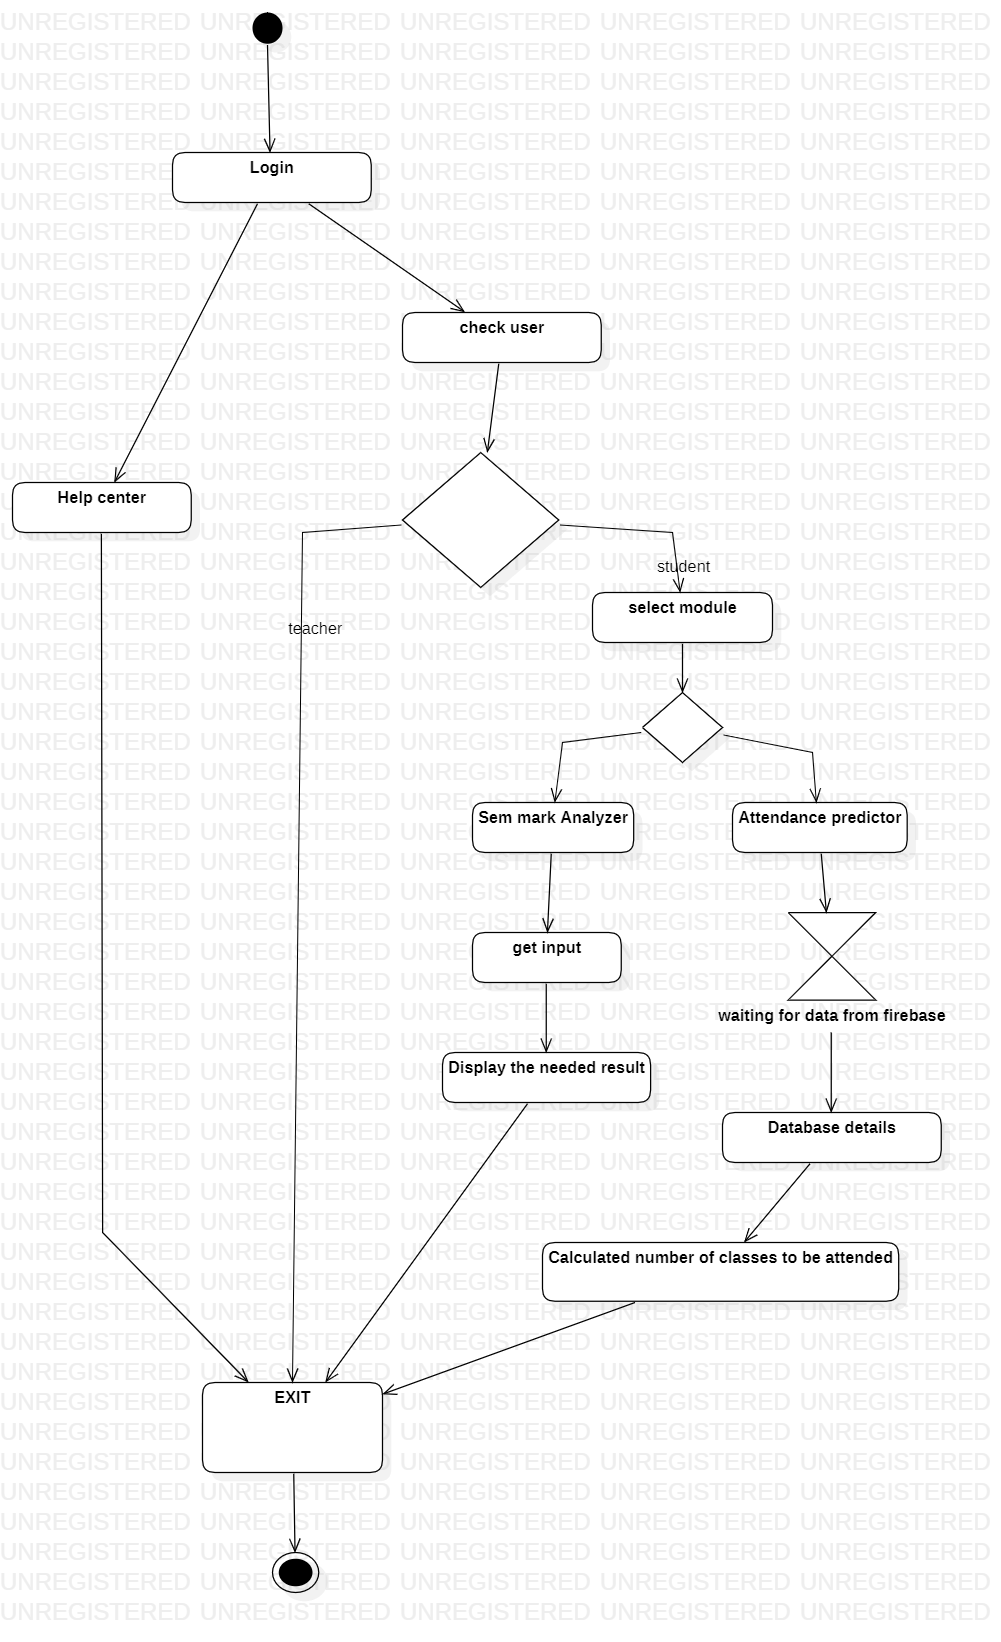 Login
check user
Help center
student
select module
teacher
Sem mark Analyzer
Attendance predictor
get input
waiting for data from firebase
Display the needed result
Database details
Calculated number of classes to be attended
EXIT
UNREGISTERED